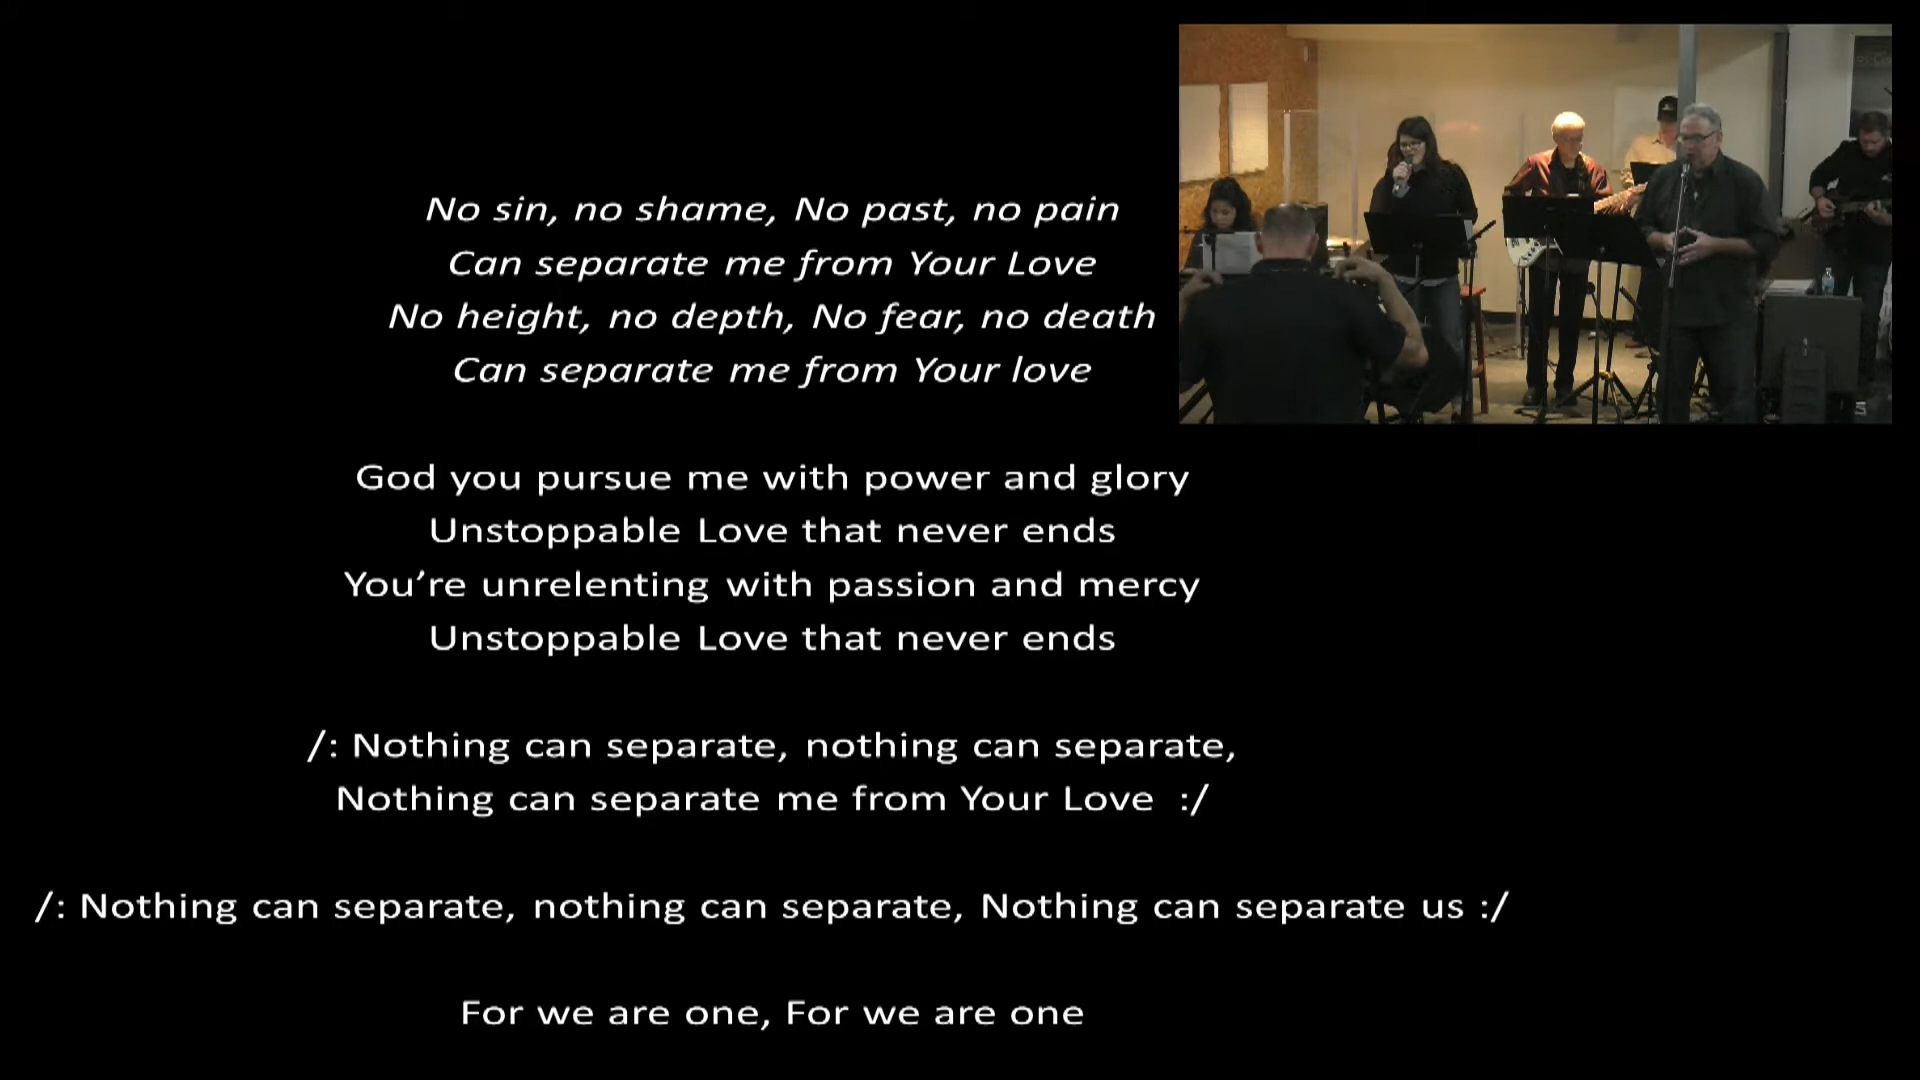 No sin, no shame, No past, no pain
Can separate me from Your Love
No height, no depth, No fear, no death
Can separate me from Your love
God you pursue me with power and glory
Unstoppable Love that never ends
You’re unrelenting with passion and mercy
Unstoppable Love that never ends
/: Nothing can separate, nothing can separate,
Nothing can separate me from Your Love :/
/: Nothing can separate, nothing can separate, Nothing can separate us :/
For we are one, For we are one